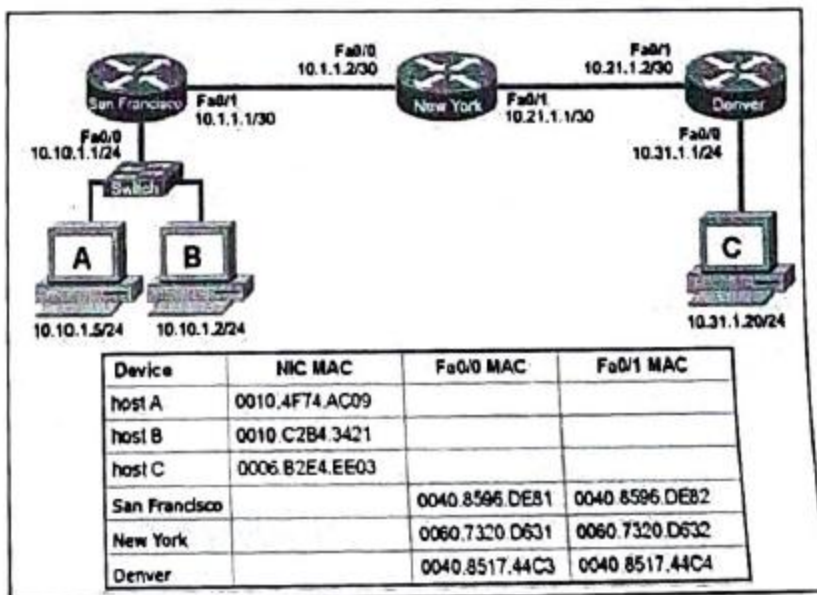 Fa0/0
10.1.1.2/30
Fa0/1
10.21.1.2/30
San Francisco
Fa0/1
10.1.1.1/30
New York
Fa0/1
10.21.1.1/30
Denver
Fa0/0
10.10.1.1/24
Fa0/0
10.31.1.1/24
Switch
A
B
C
10.10.1.5/24
10.10.1.2/24
10.31.1.20/24
Device NIC MAC Fa0/0 MAC Fa0/1 MAC
host A 0010.4F74.AC09
host B 0010.C2B4.3421
host C 0006.B2E4.EE03
San Francisco 0040.8596.DE81 0040.8596.DE82
New York 0060.7320.D631 0060.7320.D632
Denver 0040.8517.44C3 0040.8517.44C4